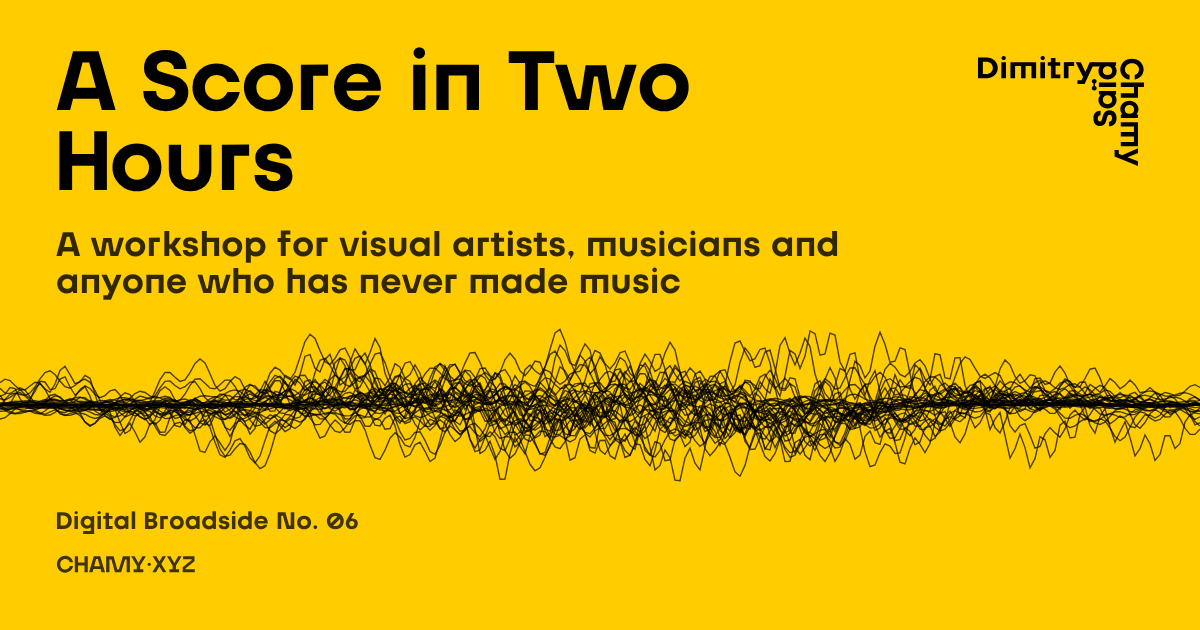 A Score in Two
Hours
Dimitry
Saïd
Chamy
A workshop for visual artists, musicians and
anyone who has never made music
Digital Broadside No. 06
CHAMY·XYZ